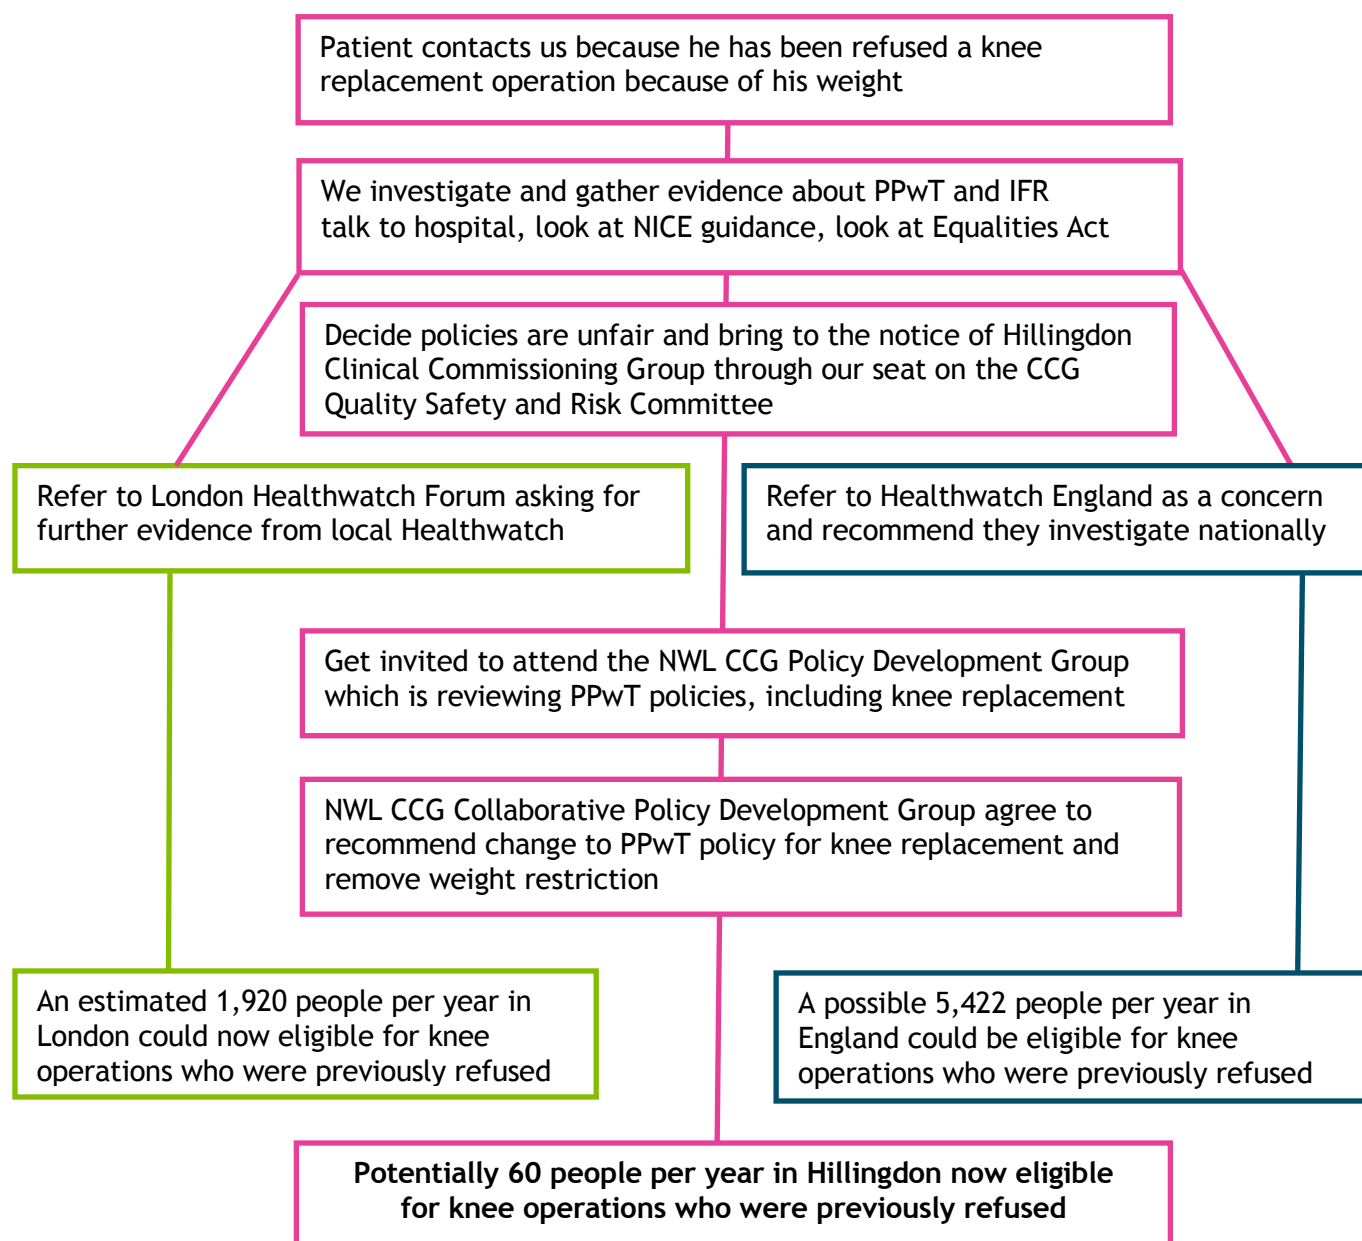 Patient contacts us because he has been refused a knee
replacement operation because of his weight
We investigate and gather evidence about PPwT and IFR
talk to hospital, look at NICE guidance, look at Equalities Act
Decide policies are unfair and bring to the notice of Hillingdon
Clinical Commissioning Group through our seat on the CCG
Quality Safety and Risk Committee
Refer to London Healthwatch Forum asking for
further evidence from local Healthwatch
Refer to Healthwatch England as a concern
and recommend they investigate nationally
Get invited to attend the NWL CCG Policy Development Group
which is reviewing PPwT policies, including knee replacement
NWL CCG Collaborative Policy Development Group agree to
recommend change to PPwT policy for knee replacement and
remove weight restriction
An estimated 1,920 people per year in
London could now eligible for knee
operations who were previously refused
A possible 5,422 people per year in
England could be eligible for knee
operations who were previously refused
Potentially 60 people per year in Hillingdon now eligible
for knee operations who were previously refused